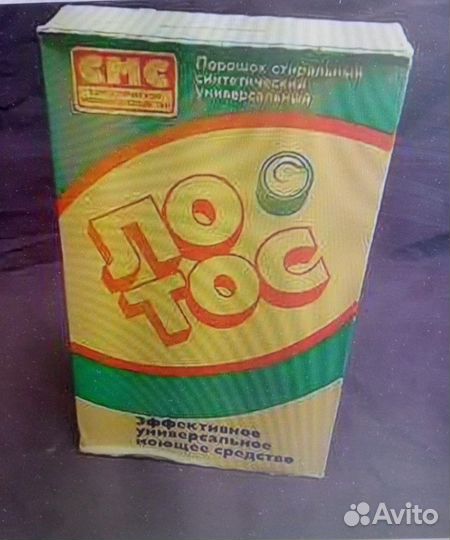 СМС
Порошок стиральный
синтетический
универсальный
С
ЛО
ТОС
эффективное
универсальное
моющее средство
Avito